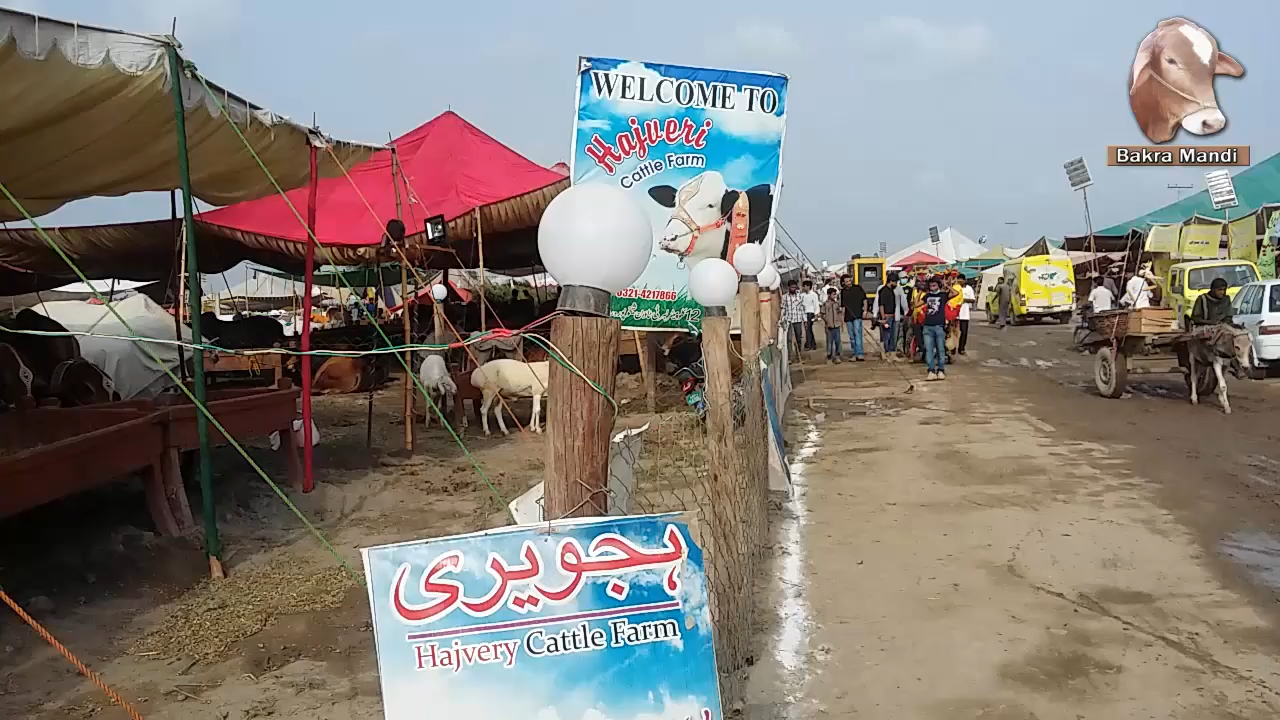 WELCOME TO
Hajveri
Cattle Farm
0321-4217866
ہجویری
Hajvery Cattle Farm
Bakra Mandi